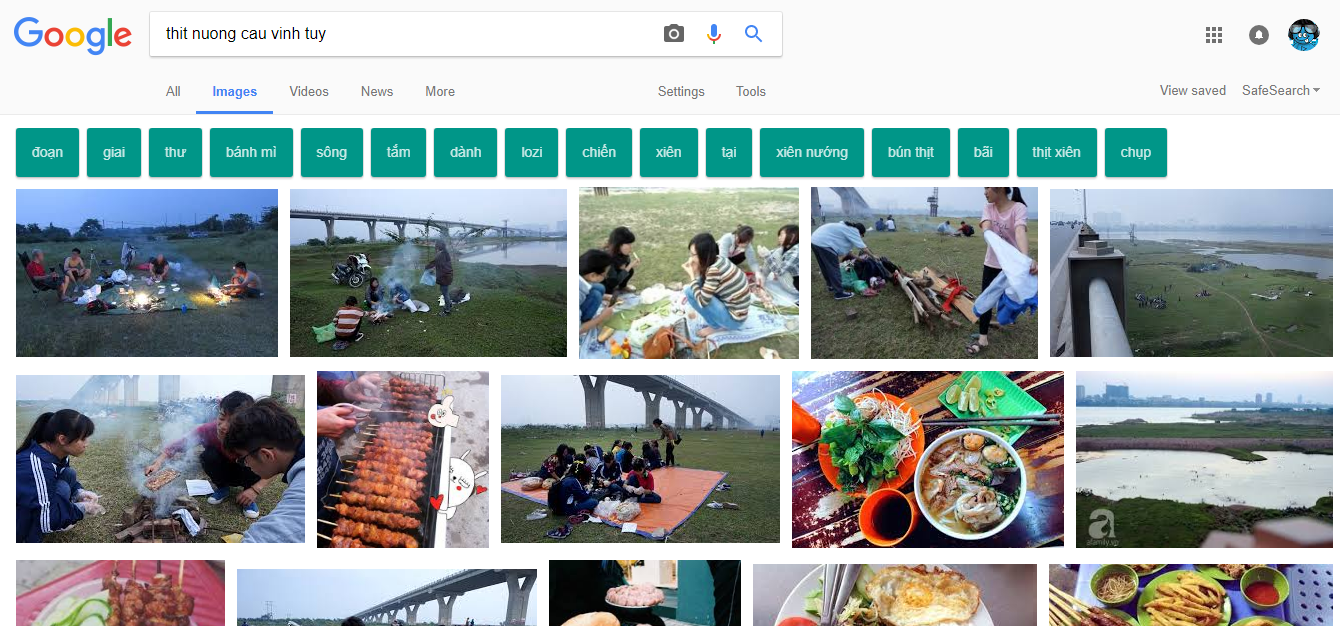 Google
thit nuong cau vinh tuy
All Images Videos News More Settings Tools View saved SafeSearch
đoạn giai thư bánh mì sông tắm dành lozi chiến xiên tại xiên nướng bún thịt bãi thịt xiên chụp
a
afamily.vn